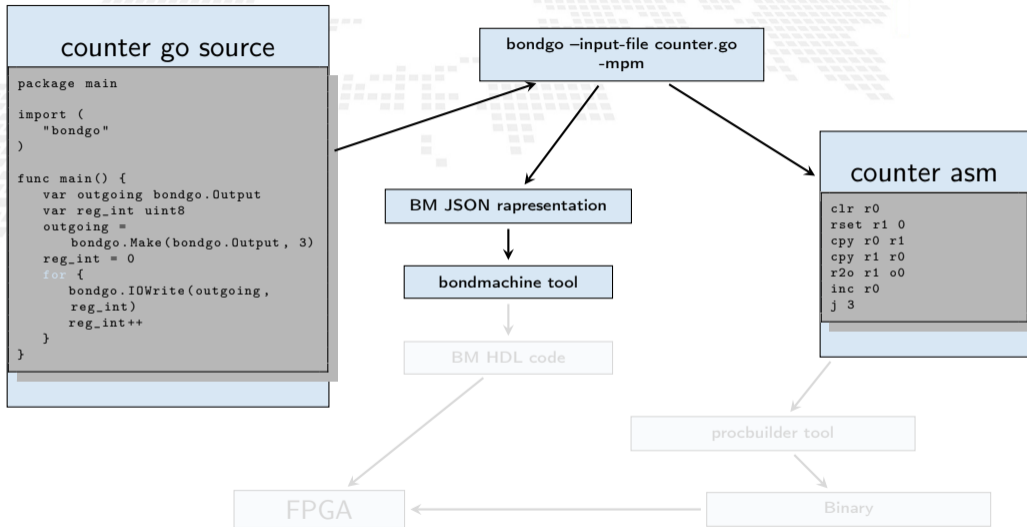 counter go source
package main
import (
"bondgo"
)
func main() {
var outgoing bondgo.Output
var reg_int uint8
outgoing =
bondgo.Make(bondgo.Output, 3)
reg_int = 0
for {
bondgo.IOWrite(outgoing,
reg_int)
reg_int++
}
}
bondgo –input-file counter.go
-mpm
BM JSON rapresentation
bondmachine tool
BM HDL code
counter asm
clr r0
rset r1 0
cpy r0 r1
cpy r1 r0
r2o r1 o0
inc r0
j 3
procbuilder tool
Binary
FPGA